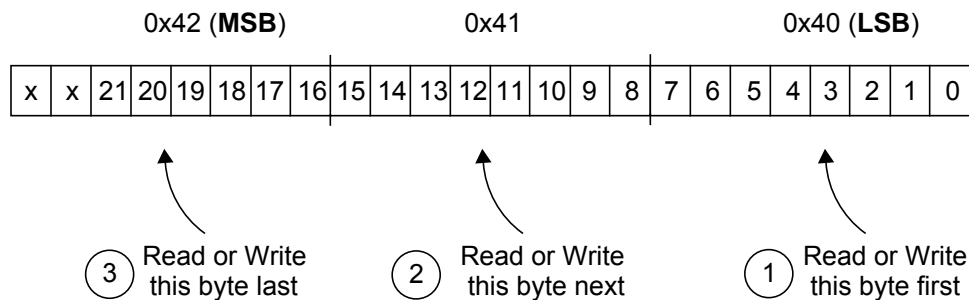 0x42 (MSB) 0x41 0x40 (LSB)
x x 21 20 19 18 17 16 15 14 13 12 11 10 9 8 7 6 5 4 3 2 1 0
3 Read or Write this byte last
2 Read or Write this byte next
1 Read or Write this byte first